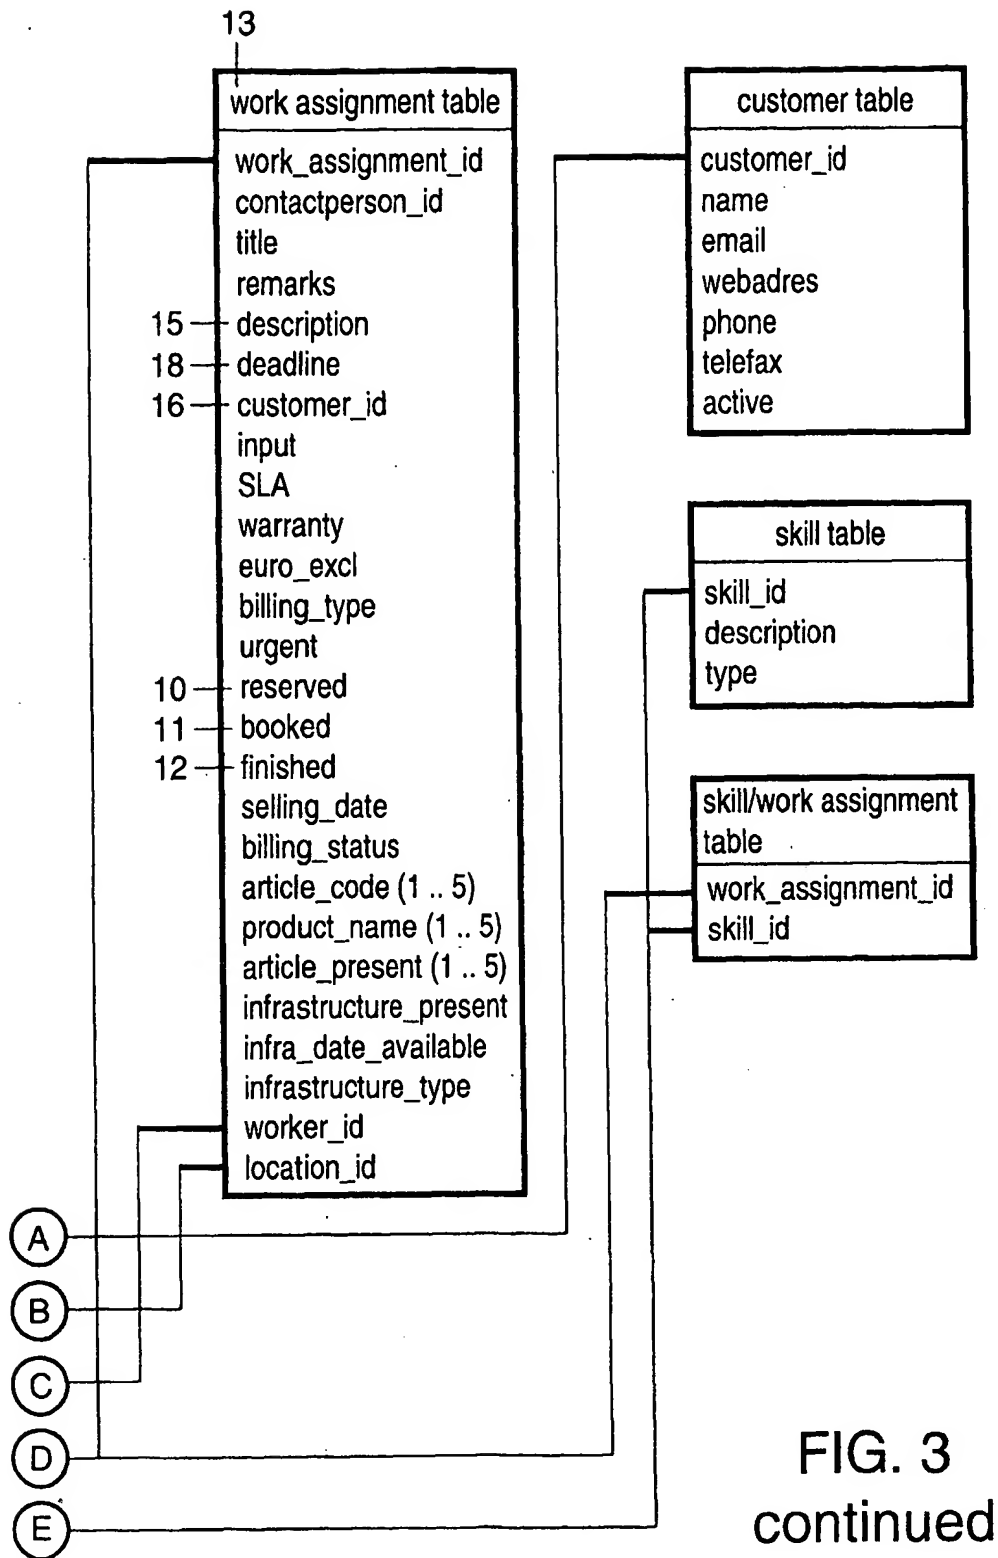 13
work assignment table
work_assignment_id
contactperson_id
title
remarks
15 description
18 deadline
16 customer_id
input
SLA
warranty
euro_excl
billing_type
urgent
10 reserved
11 booked
12 finished
selling_date
billing_status
article_code (1 .. 5)
product_name (1 .. 5)
article_present (1 .. 5)
infrastructure_present
infra_date_available
infrastructure_type
worker_id
location_id
customer table
customer_id
name
email
webadres
phone
telefax
active
skill table
skill_id
description
type
skill/work assignment
table
work_assignment_id
skill_id
A
B
C
D
E
FIG. 3
continued